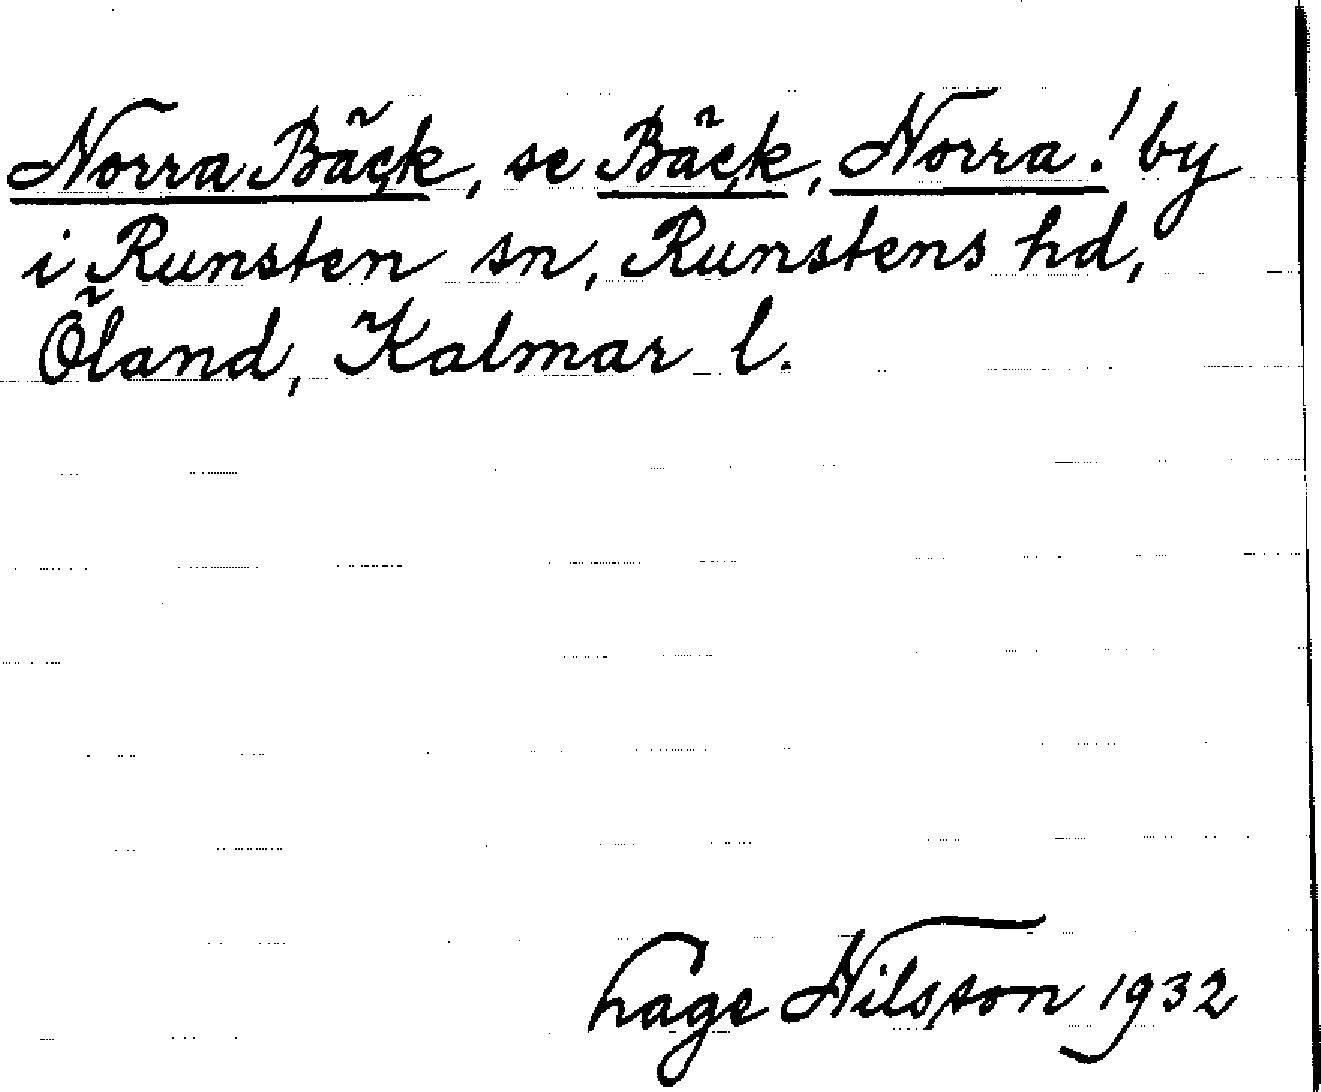 Norra Bäck, se Bäck, Norra! by
i Runsten sn, Runstens hd,
Öland, Kalmar l.
Hage Nilsson 1932